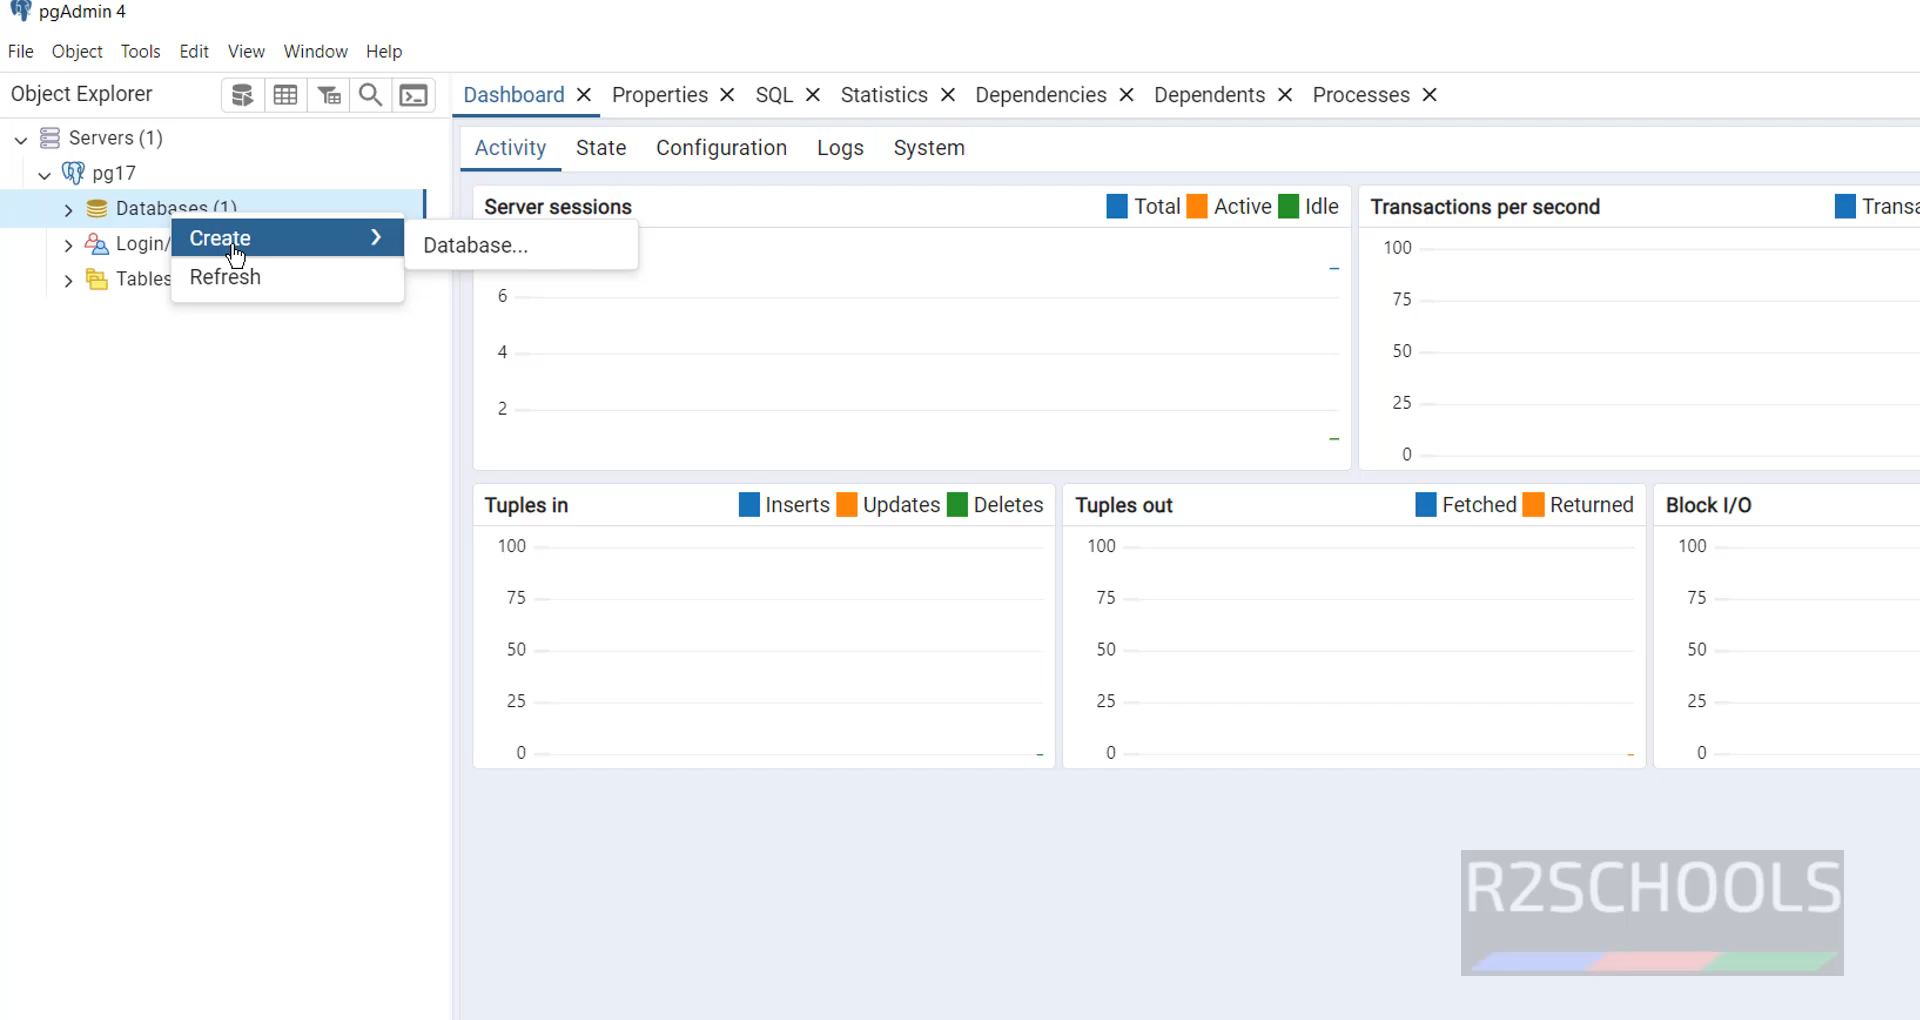 pgAdmin 4
File Object Tools Edit View Window Help
Object Explorer
Dashboard Properties SQL Statistics Dependencies Dependents Processes
Servers (1)
pg17
Databases (1)
Login/
Tables
Create
Refresh
Database...
Activity State Configuration Logs System
Server sessions
Total Active Idle
6
4
2
Transactions per second
Transa
100
75
50
25
0
Tuples in
Inserts Updates Deletes
100
75
50
25
0
Tuples out
Fetched Returned
100
75
50
25
0
Block I/O
100
75
50
25
0
R2SCHOOLS